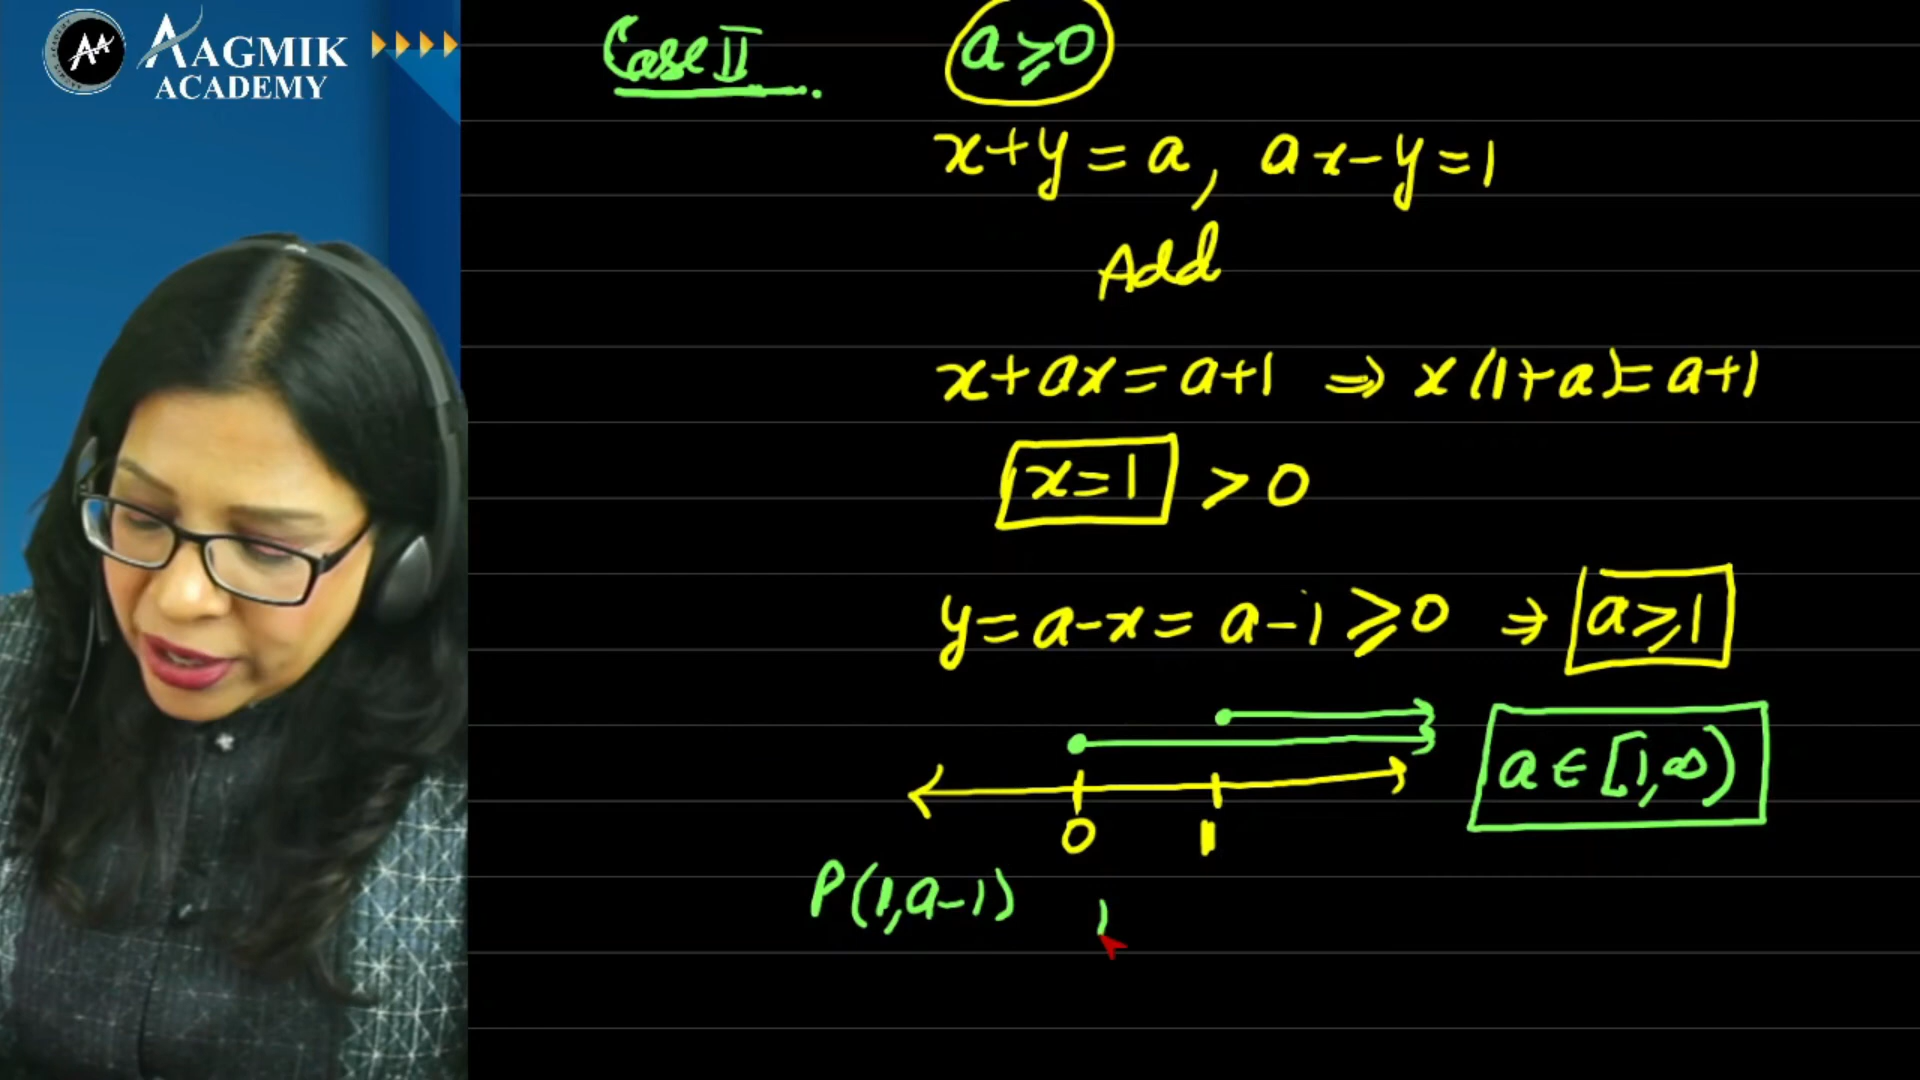 AAGMIK
ACADEMY
Case II a ≥ 0
x+y = a, ax-y=1
Add
x+ax = a+1 ⇒ x(1+a)= a+1
x=1 > 0
y= a-x = a-1 ≥ 0 ⇒ a≥1
a ∈ [1,∞)
0 1
P(1,a-1)